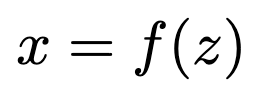 x = f(z)